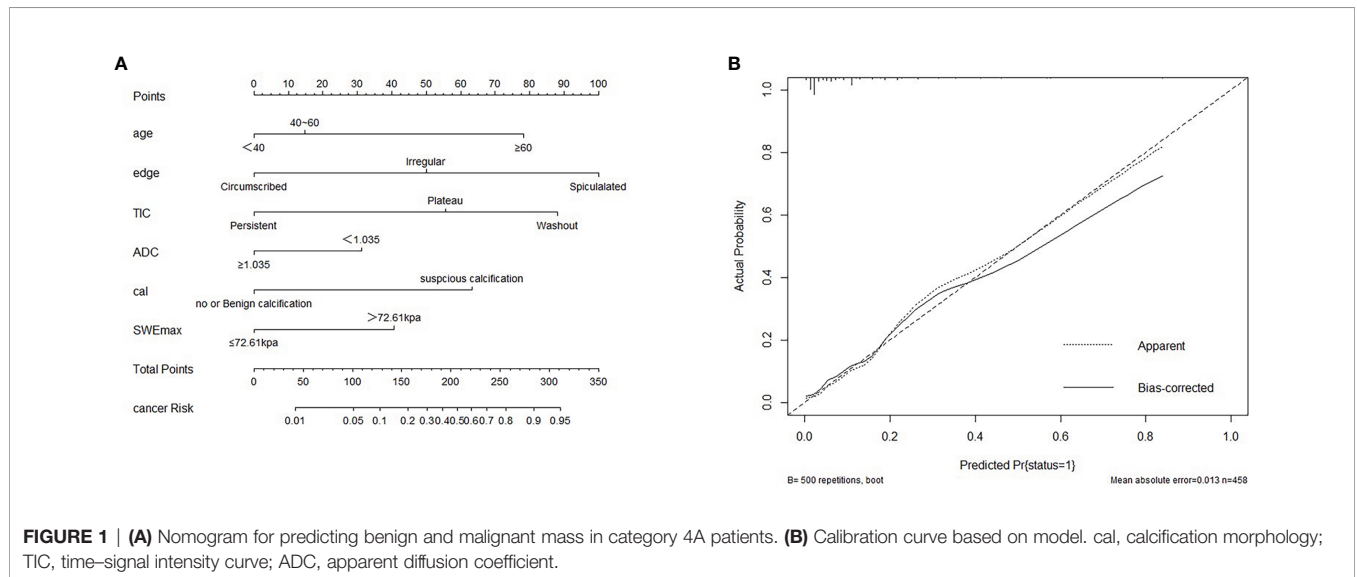 A
Points
0 10 20 30 40 50 60 70 80 90 100
age
40~60
<40
≥60
edge
Irregular
Circumscribed
Spiculalated
TIC
Plateau
Persistent
Washout
ADC
<1.035
≥1.035
cal
suspcious calcification
no or Benign calcification
SWEmax
>72.61kpa
≤72.61kpa
Total Points
0 50 100 150 200 250 300 350
cancer Risk
0.01 0.05 0.1 0.2 0.30 0.40 0.50 0.6 0.7 0.8 0.9 0.95
B
Actual Probability
1.0
0.8
0.6
0.4
0.2
0.0
Apparent
Bias-corrected
0.0 0.2 0.4 0.6 0.8 1.0
Predicted Pr{status=1}
B= 500 repetitions, boot
Mean absolute error=0.013 n=458
FIGURE 1 | (A) Nomogram for predicting benign and malignant mass in category 4A patients. (B) Calibration curve based on model. cal, calcification morphology;
TIC, time–signal intensity curve; ADC, apparent diffusion coefficient.